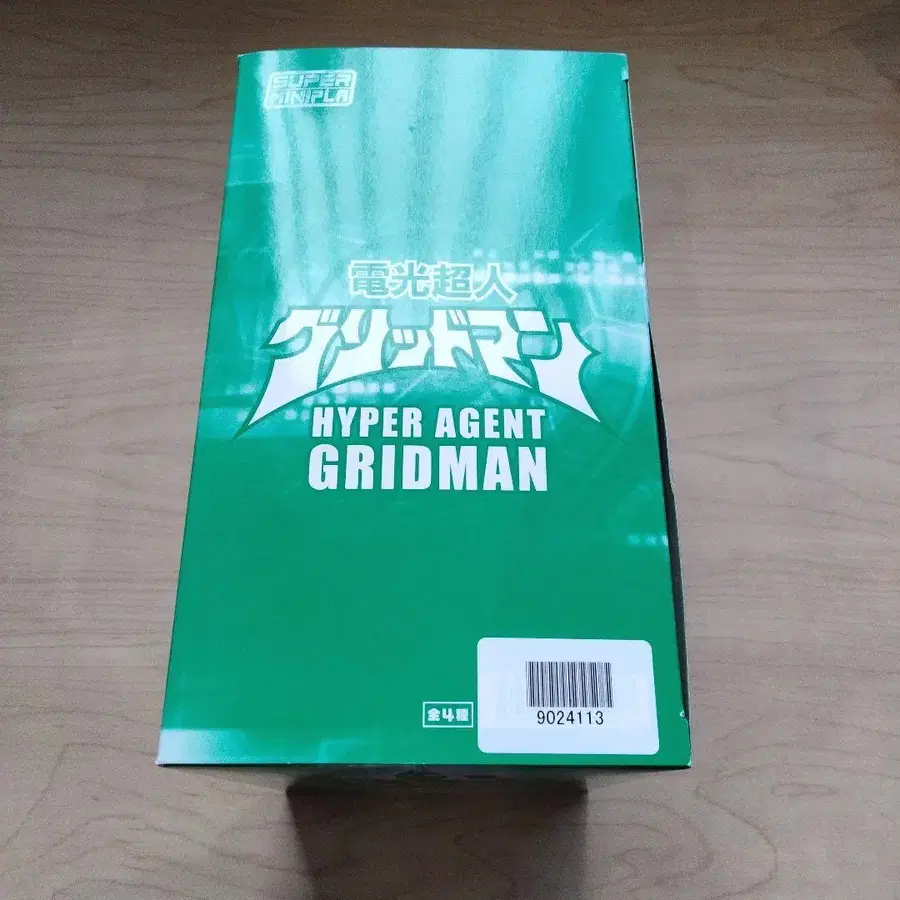 SUPER
MINIPLA
電光超人
グリッドマン
HYPER AGENT
GRIDMAN
全4種
9024113